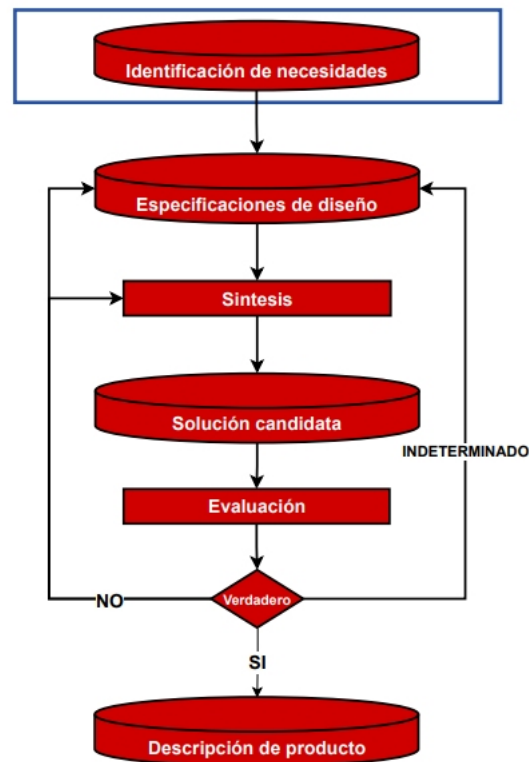 Identificación de necesidades
Especificaciones de diseño
Sintesis
Solución candidata
INDETERMINADO
Evaluación
Verdadero
NO
SI
Descripción de producto